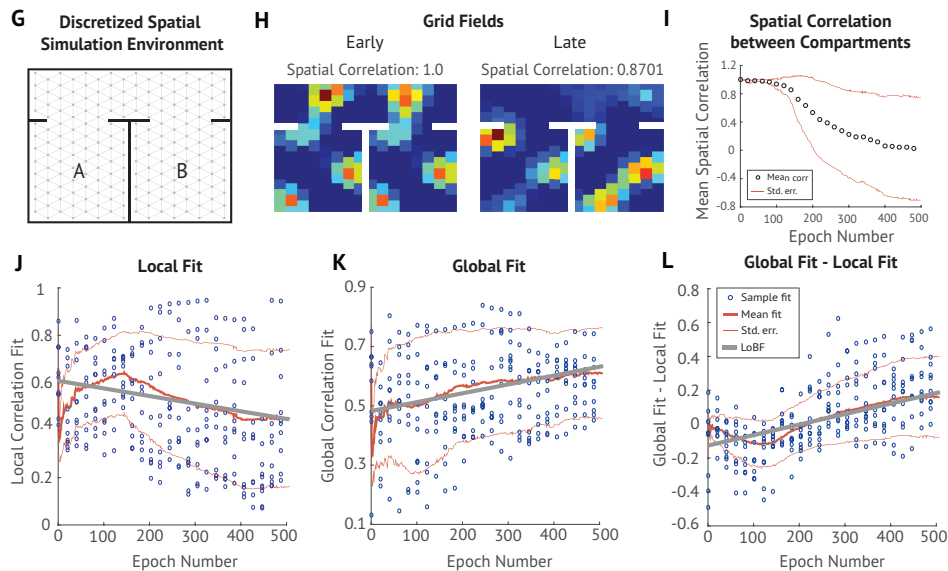 G
Discretized Spatial
Simulation Environment
A
B
H
Grid Fields
Early
Late
Spatial Correlation: 1.0
Spatial Correlation: 0.8701
I
Spatial Correlation
between Compartments
Mean Spatial Correlation
1.2
0.8
0.4
0
-0.4
-0.8
Mean corr
Std. err.
0
100
200
300
400
500
Epoch Number
J
Local Fit
Local Correlation Fit
1
0.8
0.6
0.4
0.2
0
0
100
200
300
400
500
Epoch Number
K
Global Fit
Global Correlation Fit
0.9
0.7
0.5
0.3
0.1
0
100
200
300
400
500
Epoch Number
L
Global Fit - Local Fit
Global Fit - Local Fit
0.8
0.6
0.4
0.2
0
-0.2
-0.4
-0.6
Sample fit
Mean fit
Std. err.
LoBF
0
100
200
300
400
500
Epoch Number